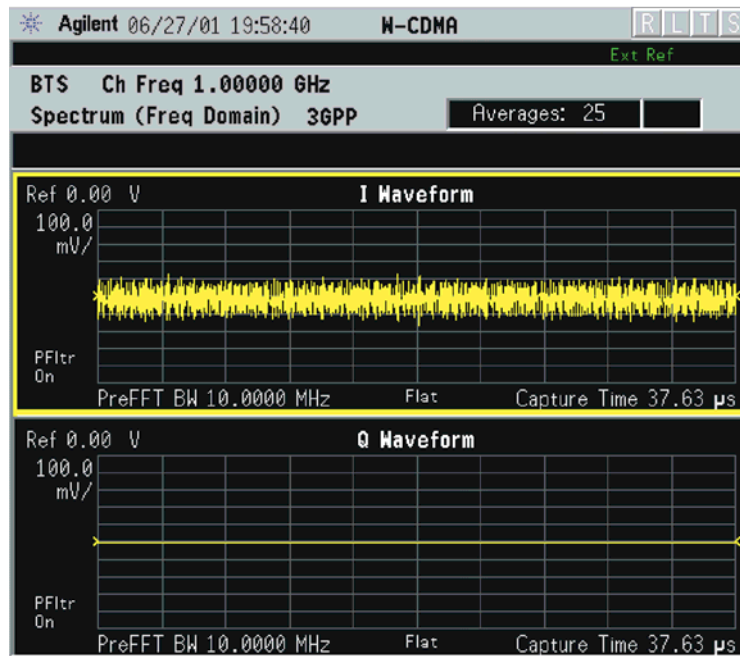 Agilent 06/27/01 19:58:40 W-CDMA R L T S
Ext Ref
BTS Ch Freq 1.00000 GHz
Spectrum (Freq Domain) 3GPP Averages: 25
Ref 0.00 V I Waveform
100.0
mV/
PFltr
On
PreFFT BW 10.0000 MHz Flat Capture Time 37.63 µs
Ref 0.00 V Q Waveform
100.0
mV/
PFltr
On
PreFFT BW 10.0000 MHz Flat Capture Time 37.63 µs